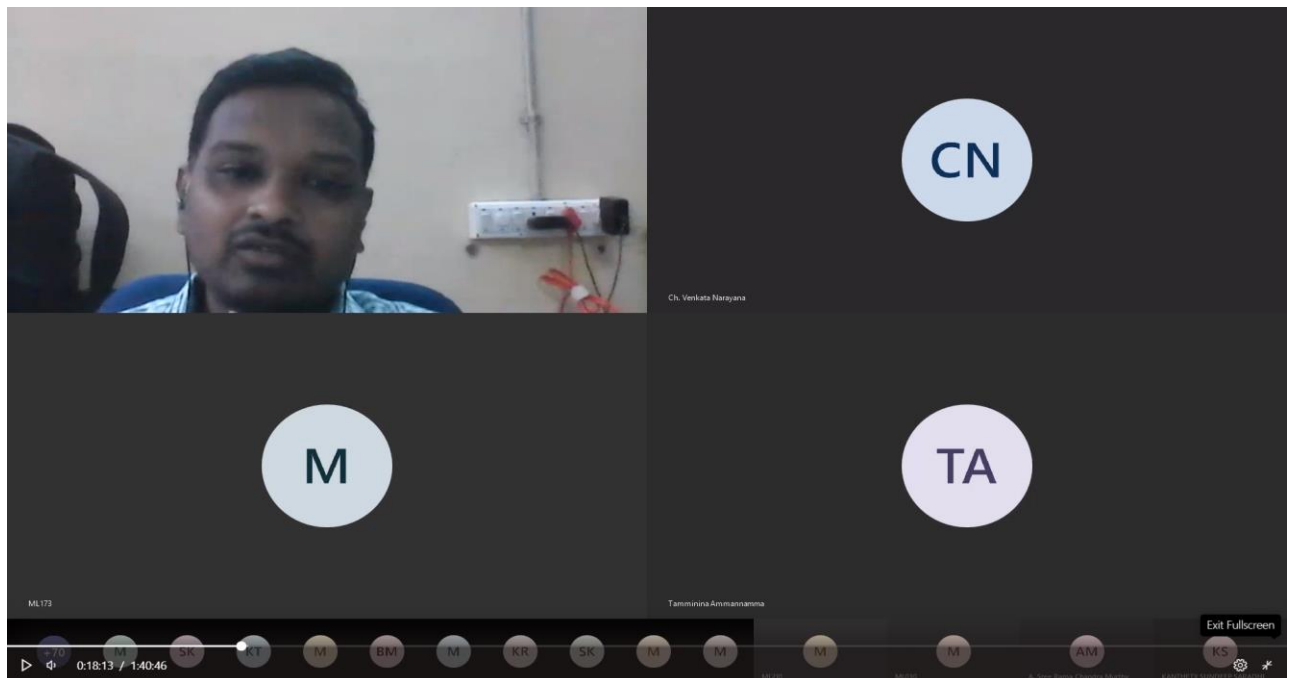 CN
Ch. Venkata Narayana
M
ML173
TA
Tamminina Ammannamma
Exit Fullscreen
+70
M
SK
KT
M
BM
M
KR
SK
M
M
M
M
AM
KS
0:18:13 / 1:40:46